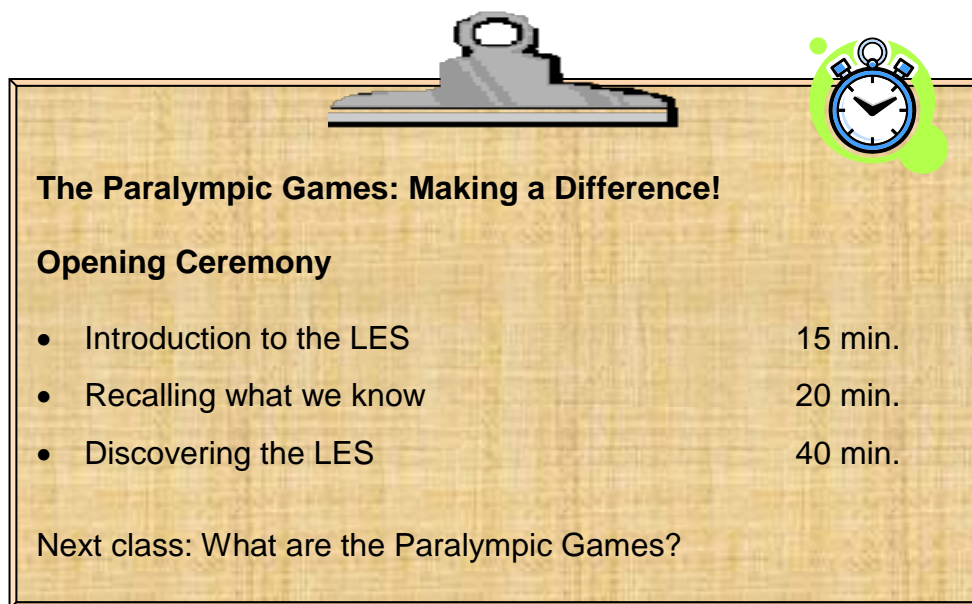 The Paralympic Games: Making a Difference!
Opening Ceremony
• Introduction to the LES 15 min.
• Recalling what we know 20 min.
• Discovering the LES 40 min.
Next class: What are the Paralympic Games?